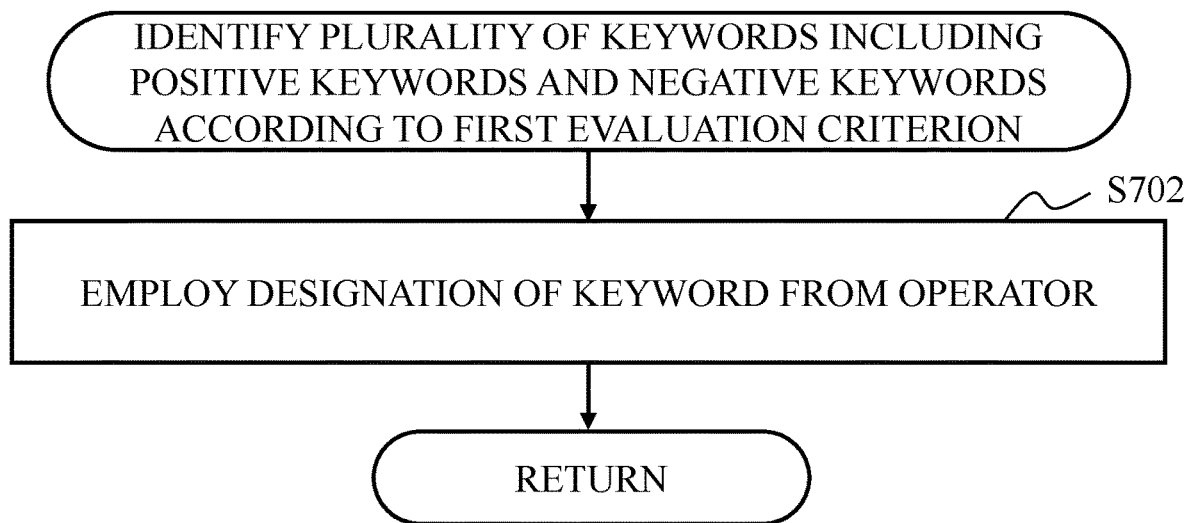 IDENTIFY PLURALITY OF KEYWORDS INCLUDING
POSITIVE KEYWORDS AND NEGATIVE KEYWORDS
ACCORDING TO FIRST EVALUATION CRITERION
S702
EMPLOY DESIGNATION OF KEYWORD FROM OPERATOR
RETURN